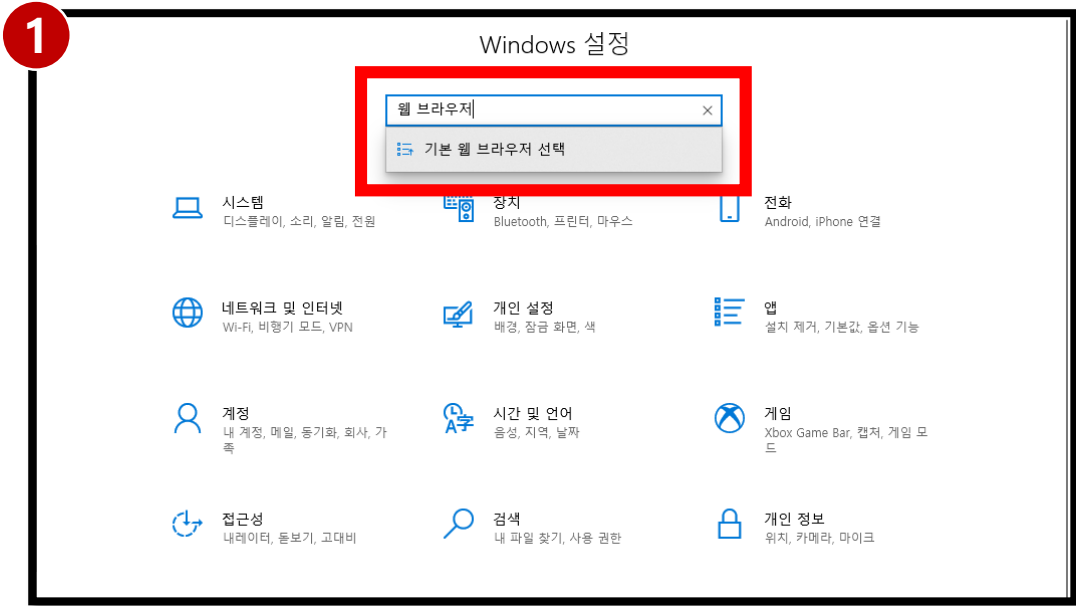 1
Windows 설정
웹 브라우저
기본 웹 브라우저 선택
시스템
디스플레이, 소리, 알림, 전원
장치
Bluetooth, 프린터, 마우스
전화
Android, iPhone 연결
네트워크 및 인터넷
Wi-Fi, 비행기 모드, VPN
개인 설정
배경, 잠금 화면, 색
앱
설치 제거, 기본값, 옵션 기능
계정
내 계정, 메일, 동기화, 회사, 가
족
시간 및 언어
음성, 지역, 날짜
게임
Xbox Game Bar, 캡처, 게임 모
드
접근성
내레이터, 돋보기, 고대비
검색
내 파일 찾기, 사용 권한
개인 정보
위치, 카메라, 마이크